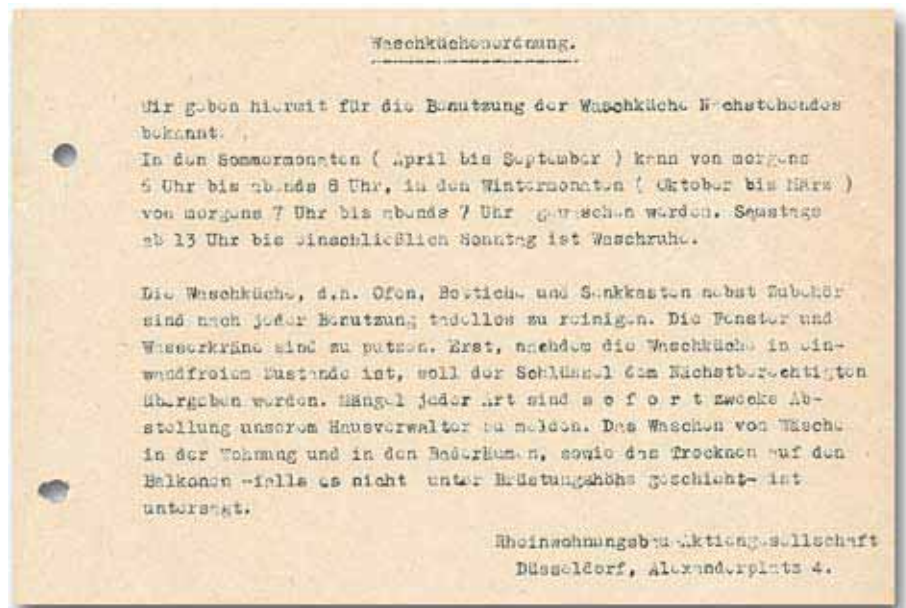 Waschküchenordnung.
Wir geben hiermit für die Benutzung der Waschküche Nachstehendes
bekannt.
In den Sommermonaten ( April bis September ) kann von morgens
6 Uhr bis abends 8 Uhr, in den Wintermonaten ( Oktober bis März )
von morgens 7 Uhr bis abends 7 Uhr gewaschen werden. Samstags
ab 13 Uhr bis einschließlich Sonntag ist Waschruhe.
Die Waschküche, d.h. Ofen, Bottiche und Senkkasten nebst Zubehör
sind nach jeder Benutzung tadellos zu reinigen. Die Fenster und
Wasserkräne sind zu putzen. Erst, nachdem die Waschküche in ein-
wandfreiem Zustande ist, soll der Schlüssel dem Nächstberechtigten
übergeben werden. Mängel jeder Art sind s o f o r t zwecks Ab-
stellung unserem Hausverwalter zu melden. Das Waschen von Wäsche
in der Wohnung und in den Baderäumen, sowie das Trocknen auf den
Balkonen -falls es nicht unter Brüstungshöhe geschieht- ist
untersagt.
Rheinwohnungsbau Aktiengesellschaft
Düsseldorf, Alexanderplatz 4.